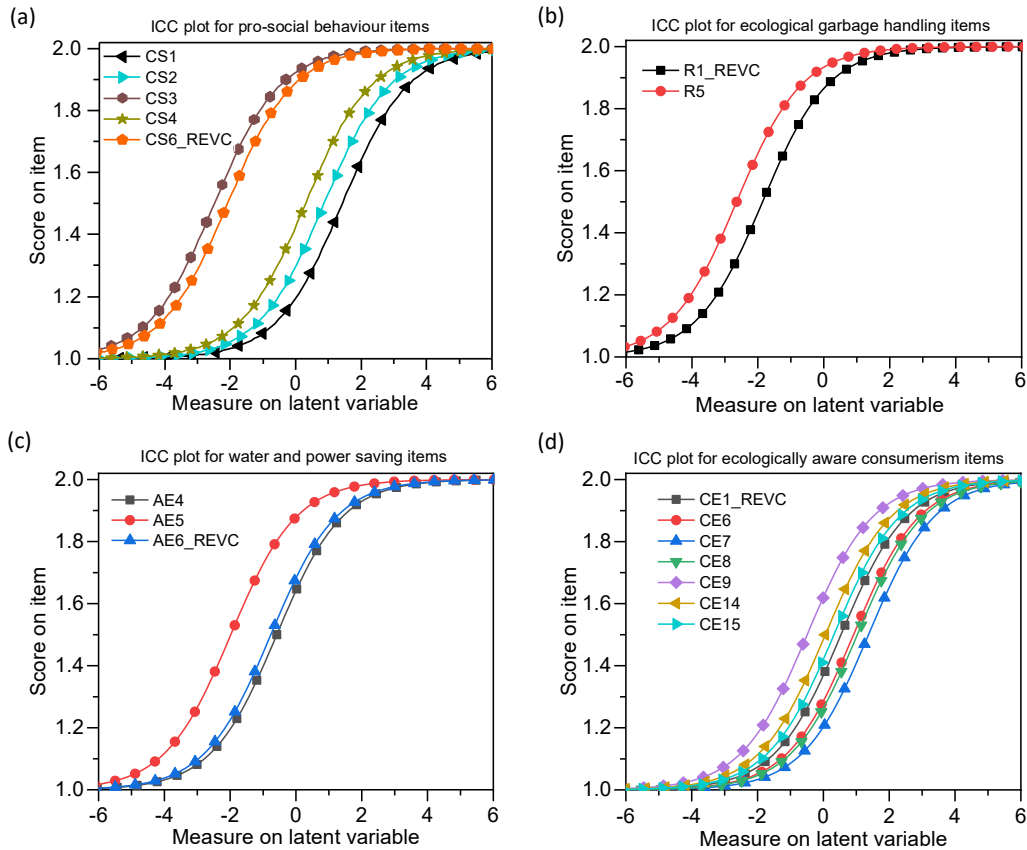 (a)
ICC plot for pro-social behaviour items
2.0
1.8
1.6
1.4
1.2
1.0
Score on item
CS1
CS2
CS3
CS4
CS6_REVC
-6 -4 -2 0 2 4 6
Measure on latent variable
(b)
ICC plot for ecological garbage handling items
2.0
1.8
1.6
1.4
1.2
1.0
Score on item
R1_REVC
R5
-6 -4 -2 0 2 4 6
Measure on latent variable
(c)
ICC plot for water and power saving items
2.0
1.8
1.6
1.4
1.2
1.0
Score on item
AE4
AE5
AE6_REVC
-6 -4 -2 0 2 4 6
Measure on latent variable
(d)
ICC plot for ecologically aware consumerism items
2.0
1.8
1.6
1.4
1.2
1.0
Score on item
CE1_REVC
CE6
CE7
CE8
CE9
CE14
CE15
-6 -4 -2 0 2 4 6
Measure on latent variable